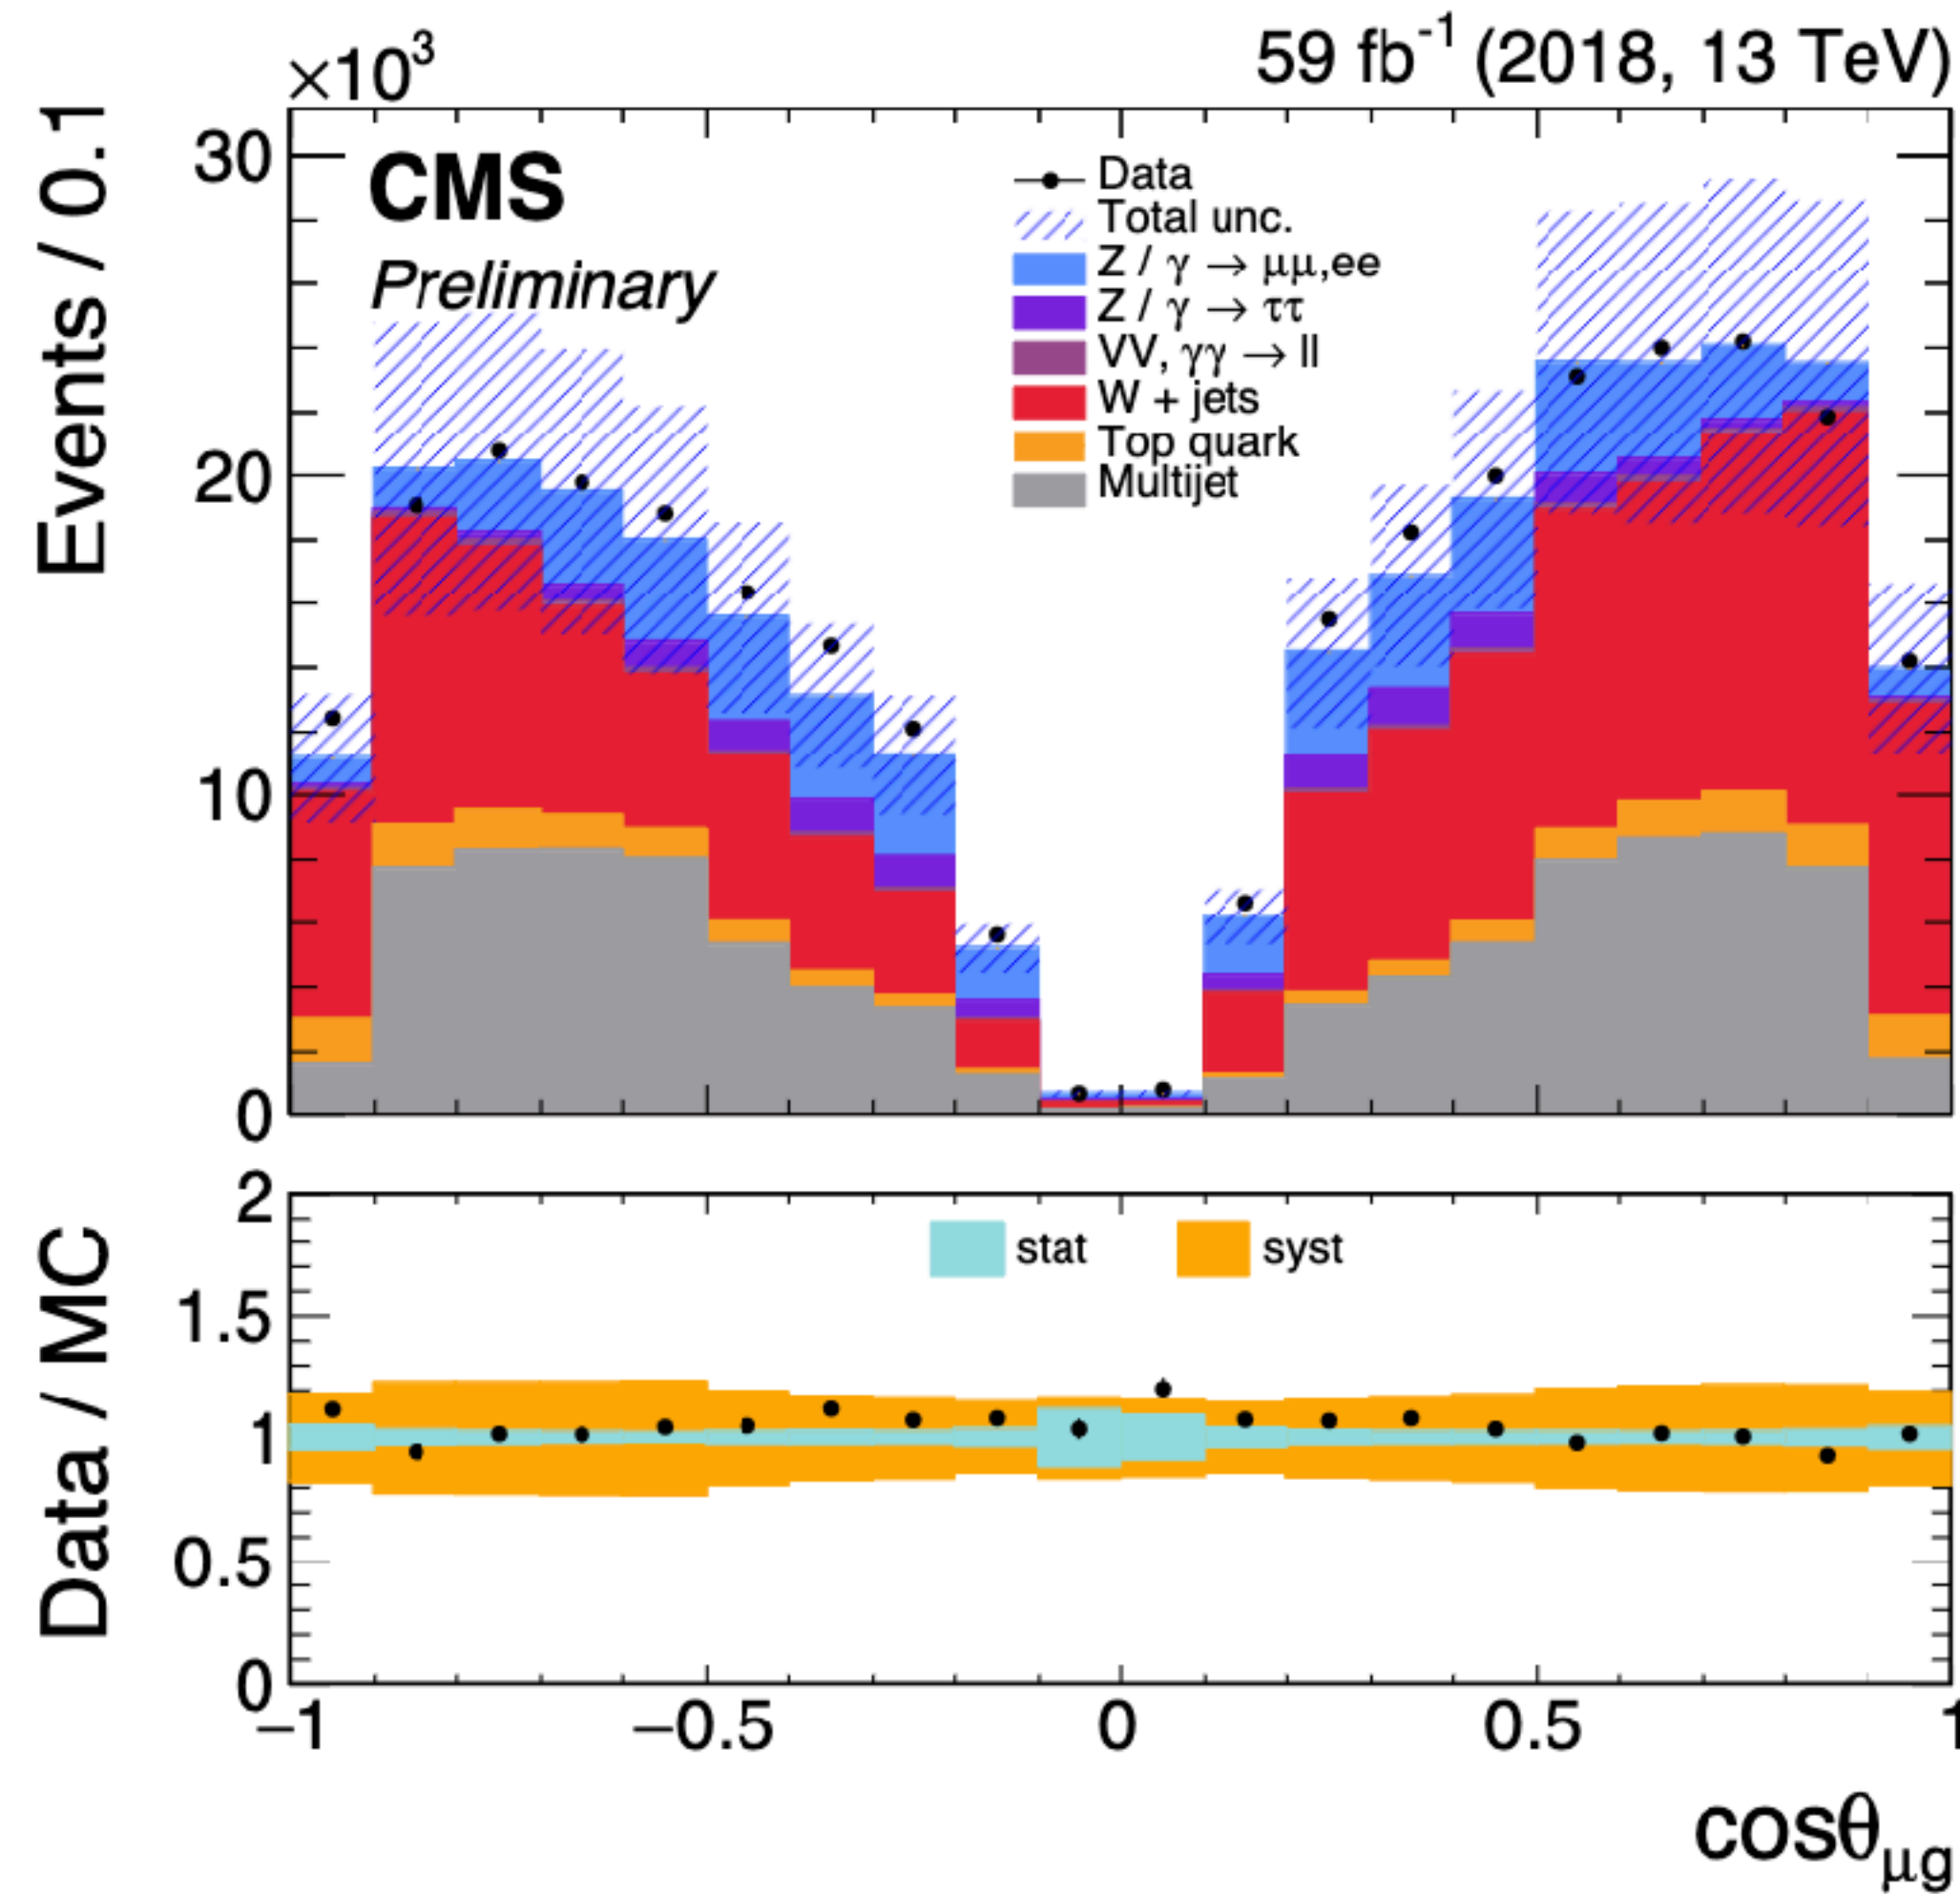 ×10³ 59 fb⁻¹ (2018, 13 TeV)
Events / 0.1
30
20
10
0
CMS
Preliminary
Data
Total unc.
Z / γ → μμ,ee
Z / γ → ττ
VV, γγ → ll
W + jets
Top quark
Multijet
Data / MC
2
1.5
1
0.5
0
stat syst
−1 −0.5 0 0.5 1
cosθμg